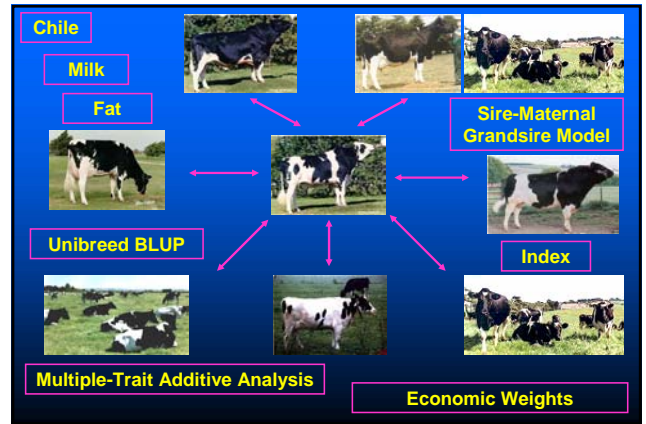 Chile
Milk
Fat
Sire-Maternal
Grandsire Model
Unibreed BLUP
Index
Multiple-Trait Additive Analysis
Economic Weights